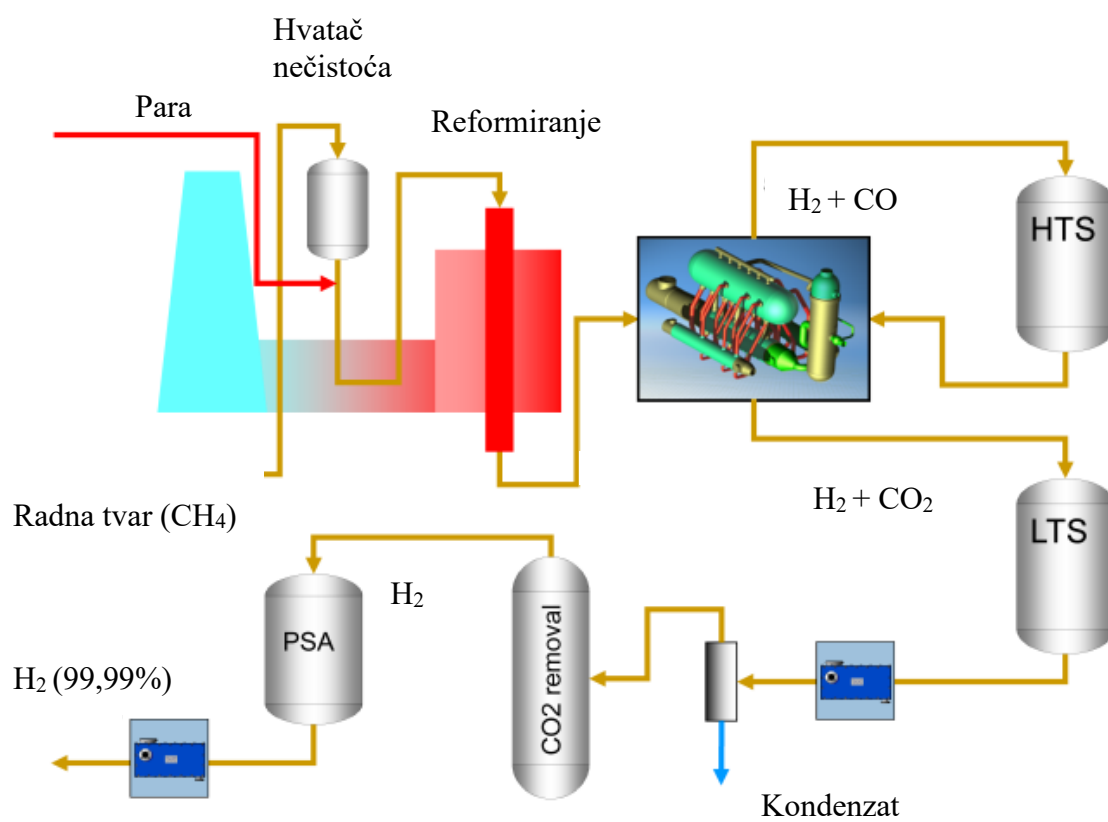 Hvatač
nečistoća
Para
Reformiranje
H₂ + CO
HTS
H₂ + CO₂
Radna tvar (CH₄)
LTS
H₂
PSA
CO2 removal
H₂ (99,99%)
Kondenzat